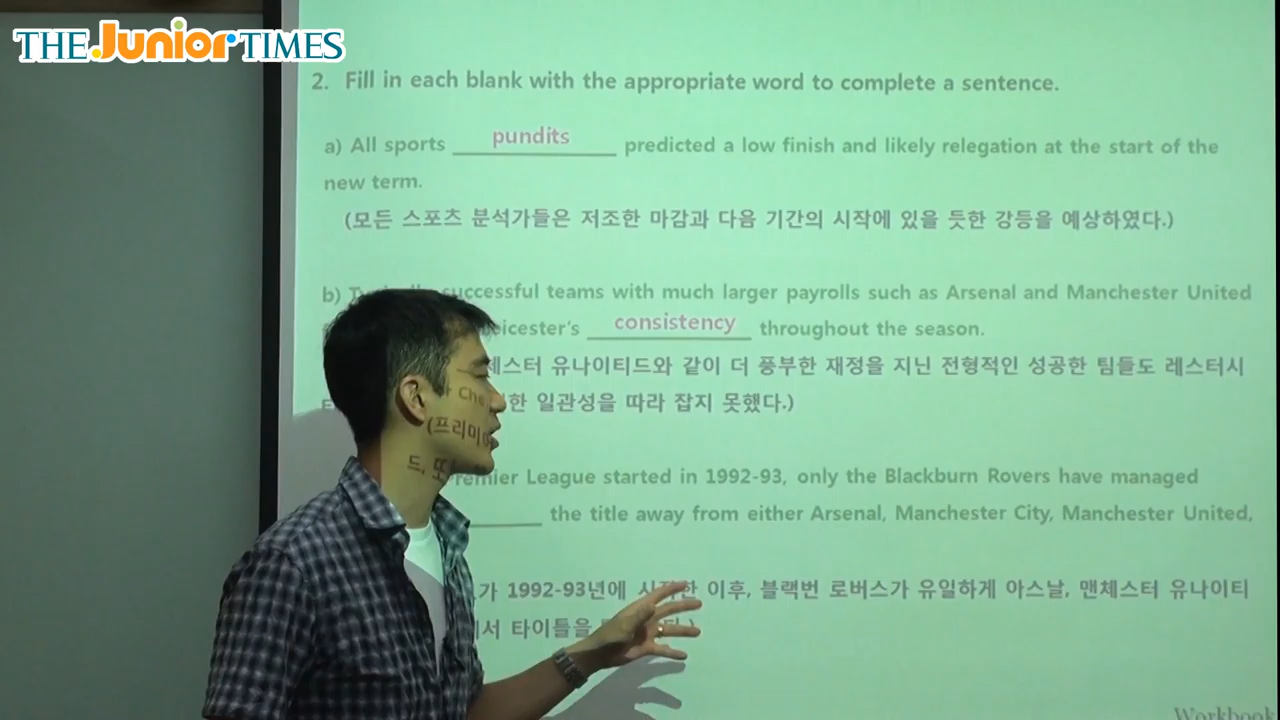 THE Junior TIMES
2. Fill in each blank with the appropriate word to complete a sentence.
a) All sports pundits predicted a low finish and likely relegation at the start of the
new term.
(모든 스포츠 분석가들은 저조한 마감과 다음 기간의 시작에 있을 듯한 강등을 예상하였다.)
b) successful teams with much larger payrolls such as Arsenal and Manchester United
consistency throughout the season.
유나이티드와 같이 더 풍부한 재정을 지닌 전형적인 성공한 팀들도 레스터시
일관성을 따라 잡지 못했다.)
League started in 1992-93, only the Blackburn Rovers have managed
the title away from either Arsenal, Manchester City, Manchester United,
가 1992-93년에 이후, 블랙번 로버스가 유일하게 아스날, 맨체스터 유나이티
타이틀을
Workbook